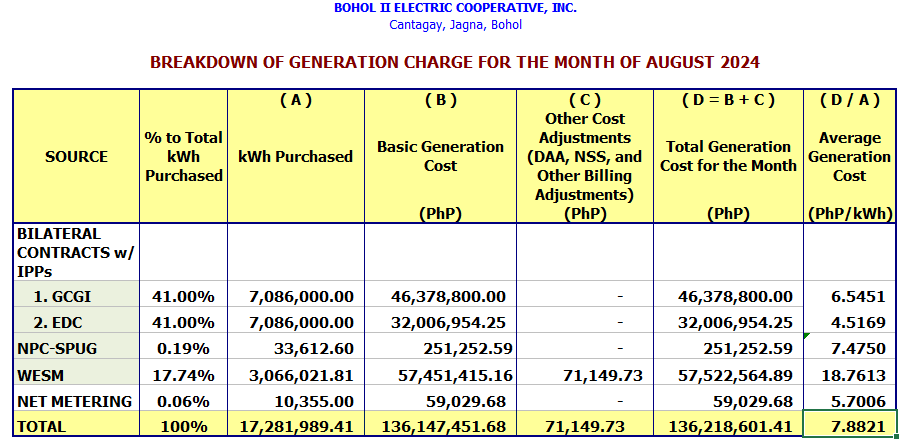 BOHOL II ELECTRIC COOPERATIVE, INC.
Cantagay, Jagna, Bohol
BREAKDOWN OF GENERATION CHARGE FOR THE MONTH OF AUGUST 2024
SOURCE
% to Total
kWh
Purchased
( A )
kWh Purchased
( B )
Basic Generation
Cost
(PhP)
( C )
Other Cost
Adjustments
(DAA, NSS, and
Other Billing
Adjustments)
(PhP)
( D = B + C )
Total Generation
Cost for the Month
(PhP)
( D / A )
Average
Generation
Cost
(PhP/kWh)
BILATERAL
CONTRACTS w/
IPPs
1. GCGI 41.00% 7,086,000.00 46,378,800.00 - 46,378,800.00 6.5451
2. EDC 41.00% 7,086,000.00 32,006,954.25 - 32,006,954.25 4.5169
NPC-SPUG 0.19% 33,612.60 251,252.59 - 251,252.59 7.4750
WESM 17.74% 3,066,021.81 57,451,415.16 71,149.73 57,522,564.89 18.7613
NET METERING 0.06% 10,355.00 59,029.68 - 59,029.68 5.7006
TOTAL 100% 17,281,989.41 136,147,451.68 71,149.73 136,218,601.41 7.8821